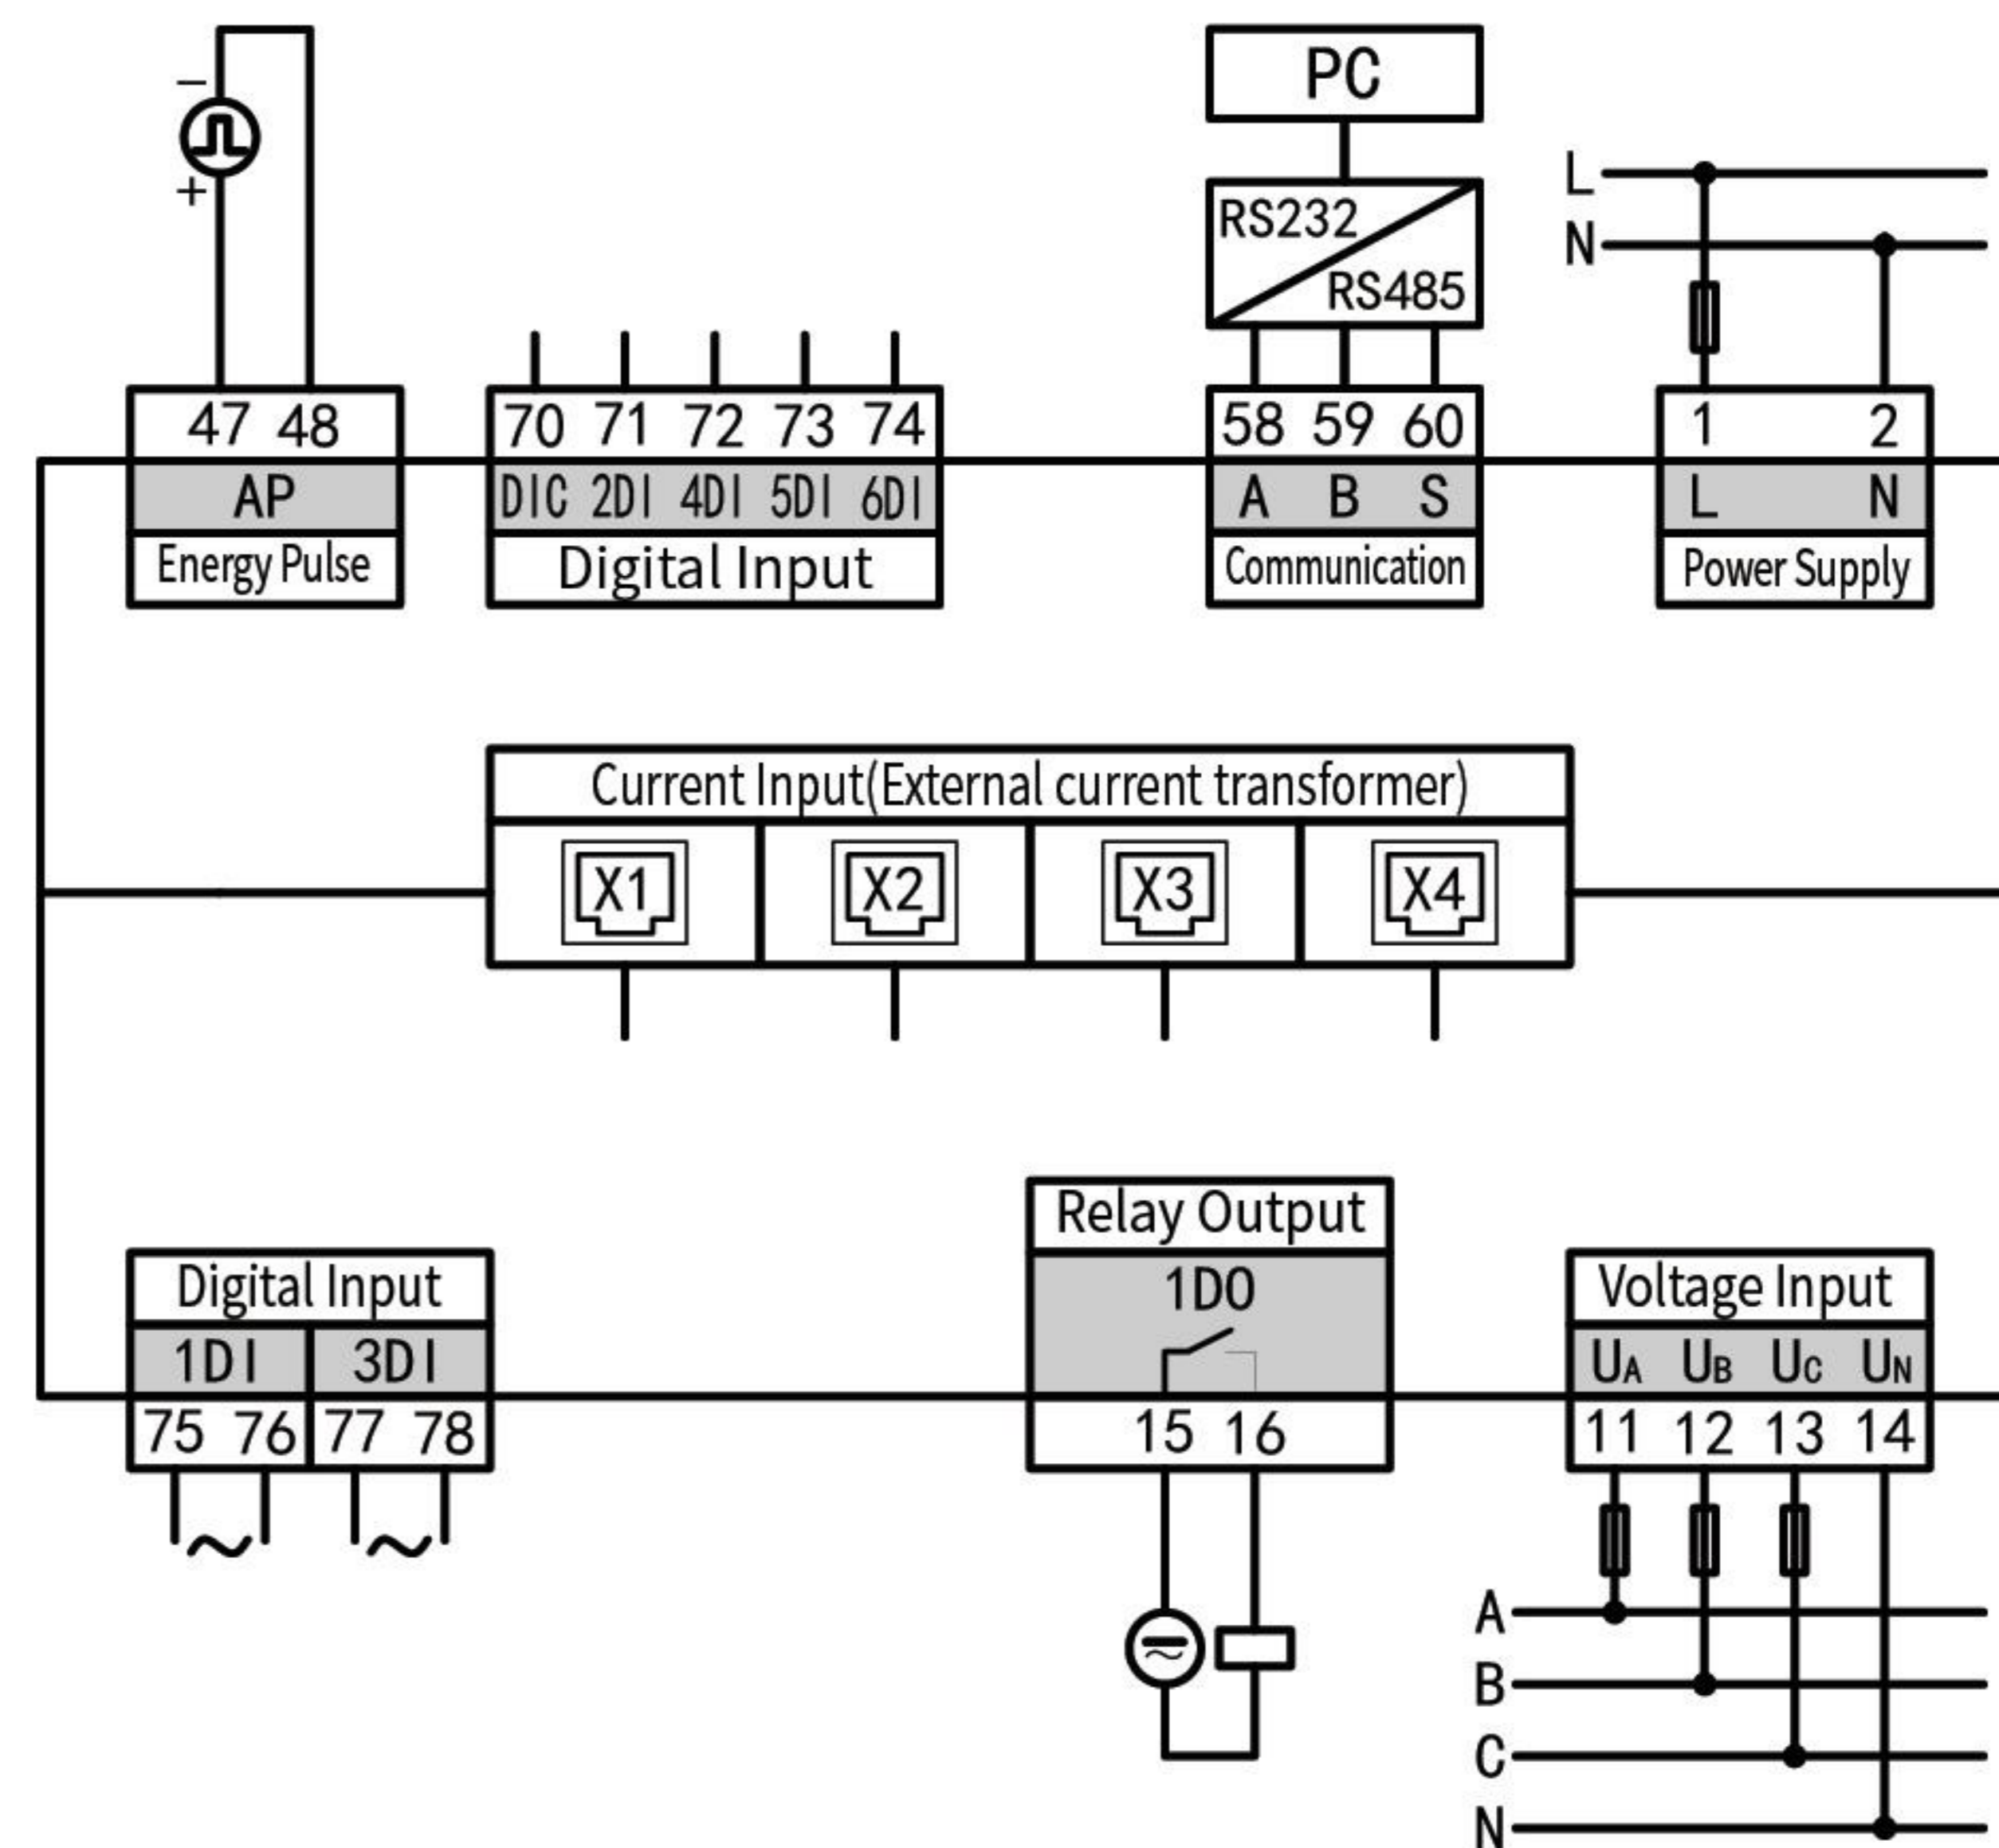 PC
−
+
L
RS232
RS485
N
47 48
70 71 72 73 74
58 59 60
1 2
AP
DIC 2DI 4DI 5DI 6DI
A B S
L N
Energy Pulse
Digital Input
Communication
Power Supply
Current Input(External current transformer)
X1 X2 X3 X4
Relay Output
Digital Input
1DO
Voltage Input
1DI 3DI
UA UB UC UN
75 76 77 78
15 16
11 12 13 14
A
B
C
N